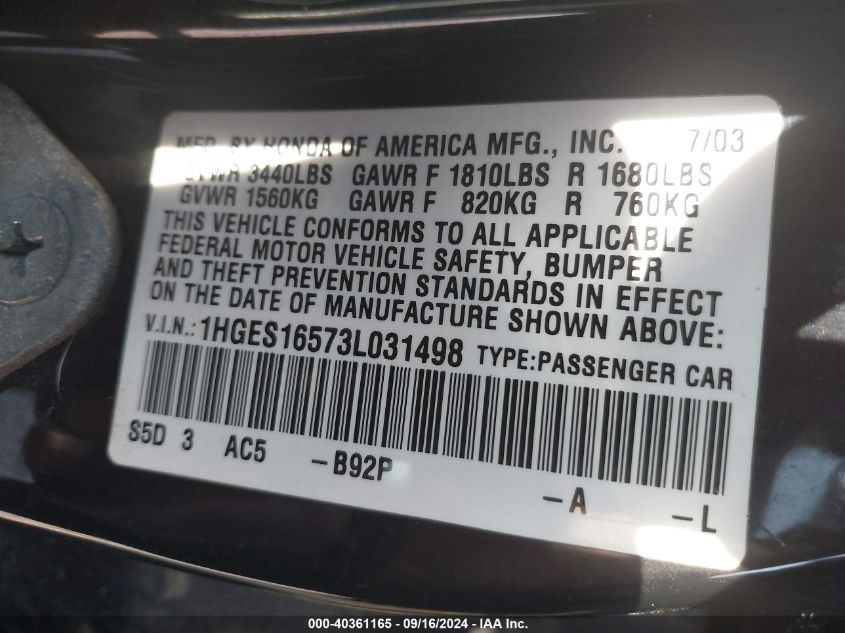 MFD. BY HONDA OF AMERICA MFG., INC. 7/03
GVWR 3440LBS GAWR F 1810LBS R 1680LBS
GVWR 1560KG GAWR F 820KG R 760KG
THIS VEHICLE CONFORMS TO ALL APPLICABLE
FEDERAL MOTOR VEHICLE SAFETY, BUMPER
AND THEFT PREVENTION STANDARDS IN EFFECT
ON THE DATE OF MANUFACTURE SHOWN ABOVE:
V.I.N.: 1HGES16573L031498 TYPE:PASSENGER CAR
S5D 3 AC5 -B92P -A -L
000-40361165 - 09/16/2024 - IAAI Inc.